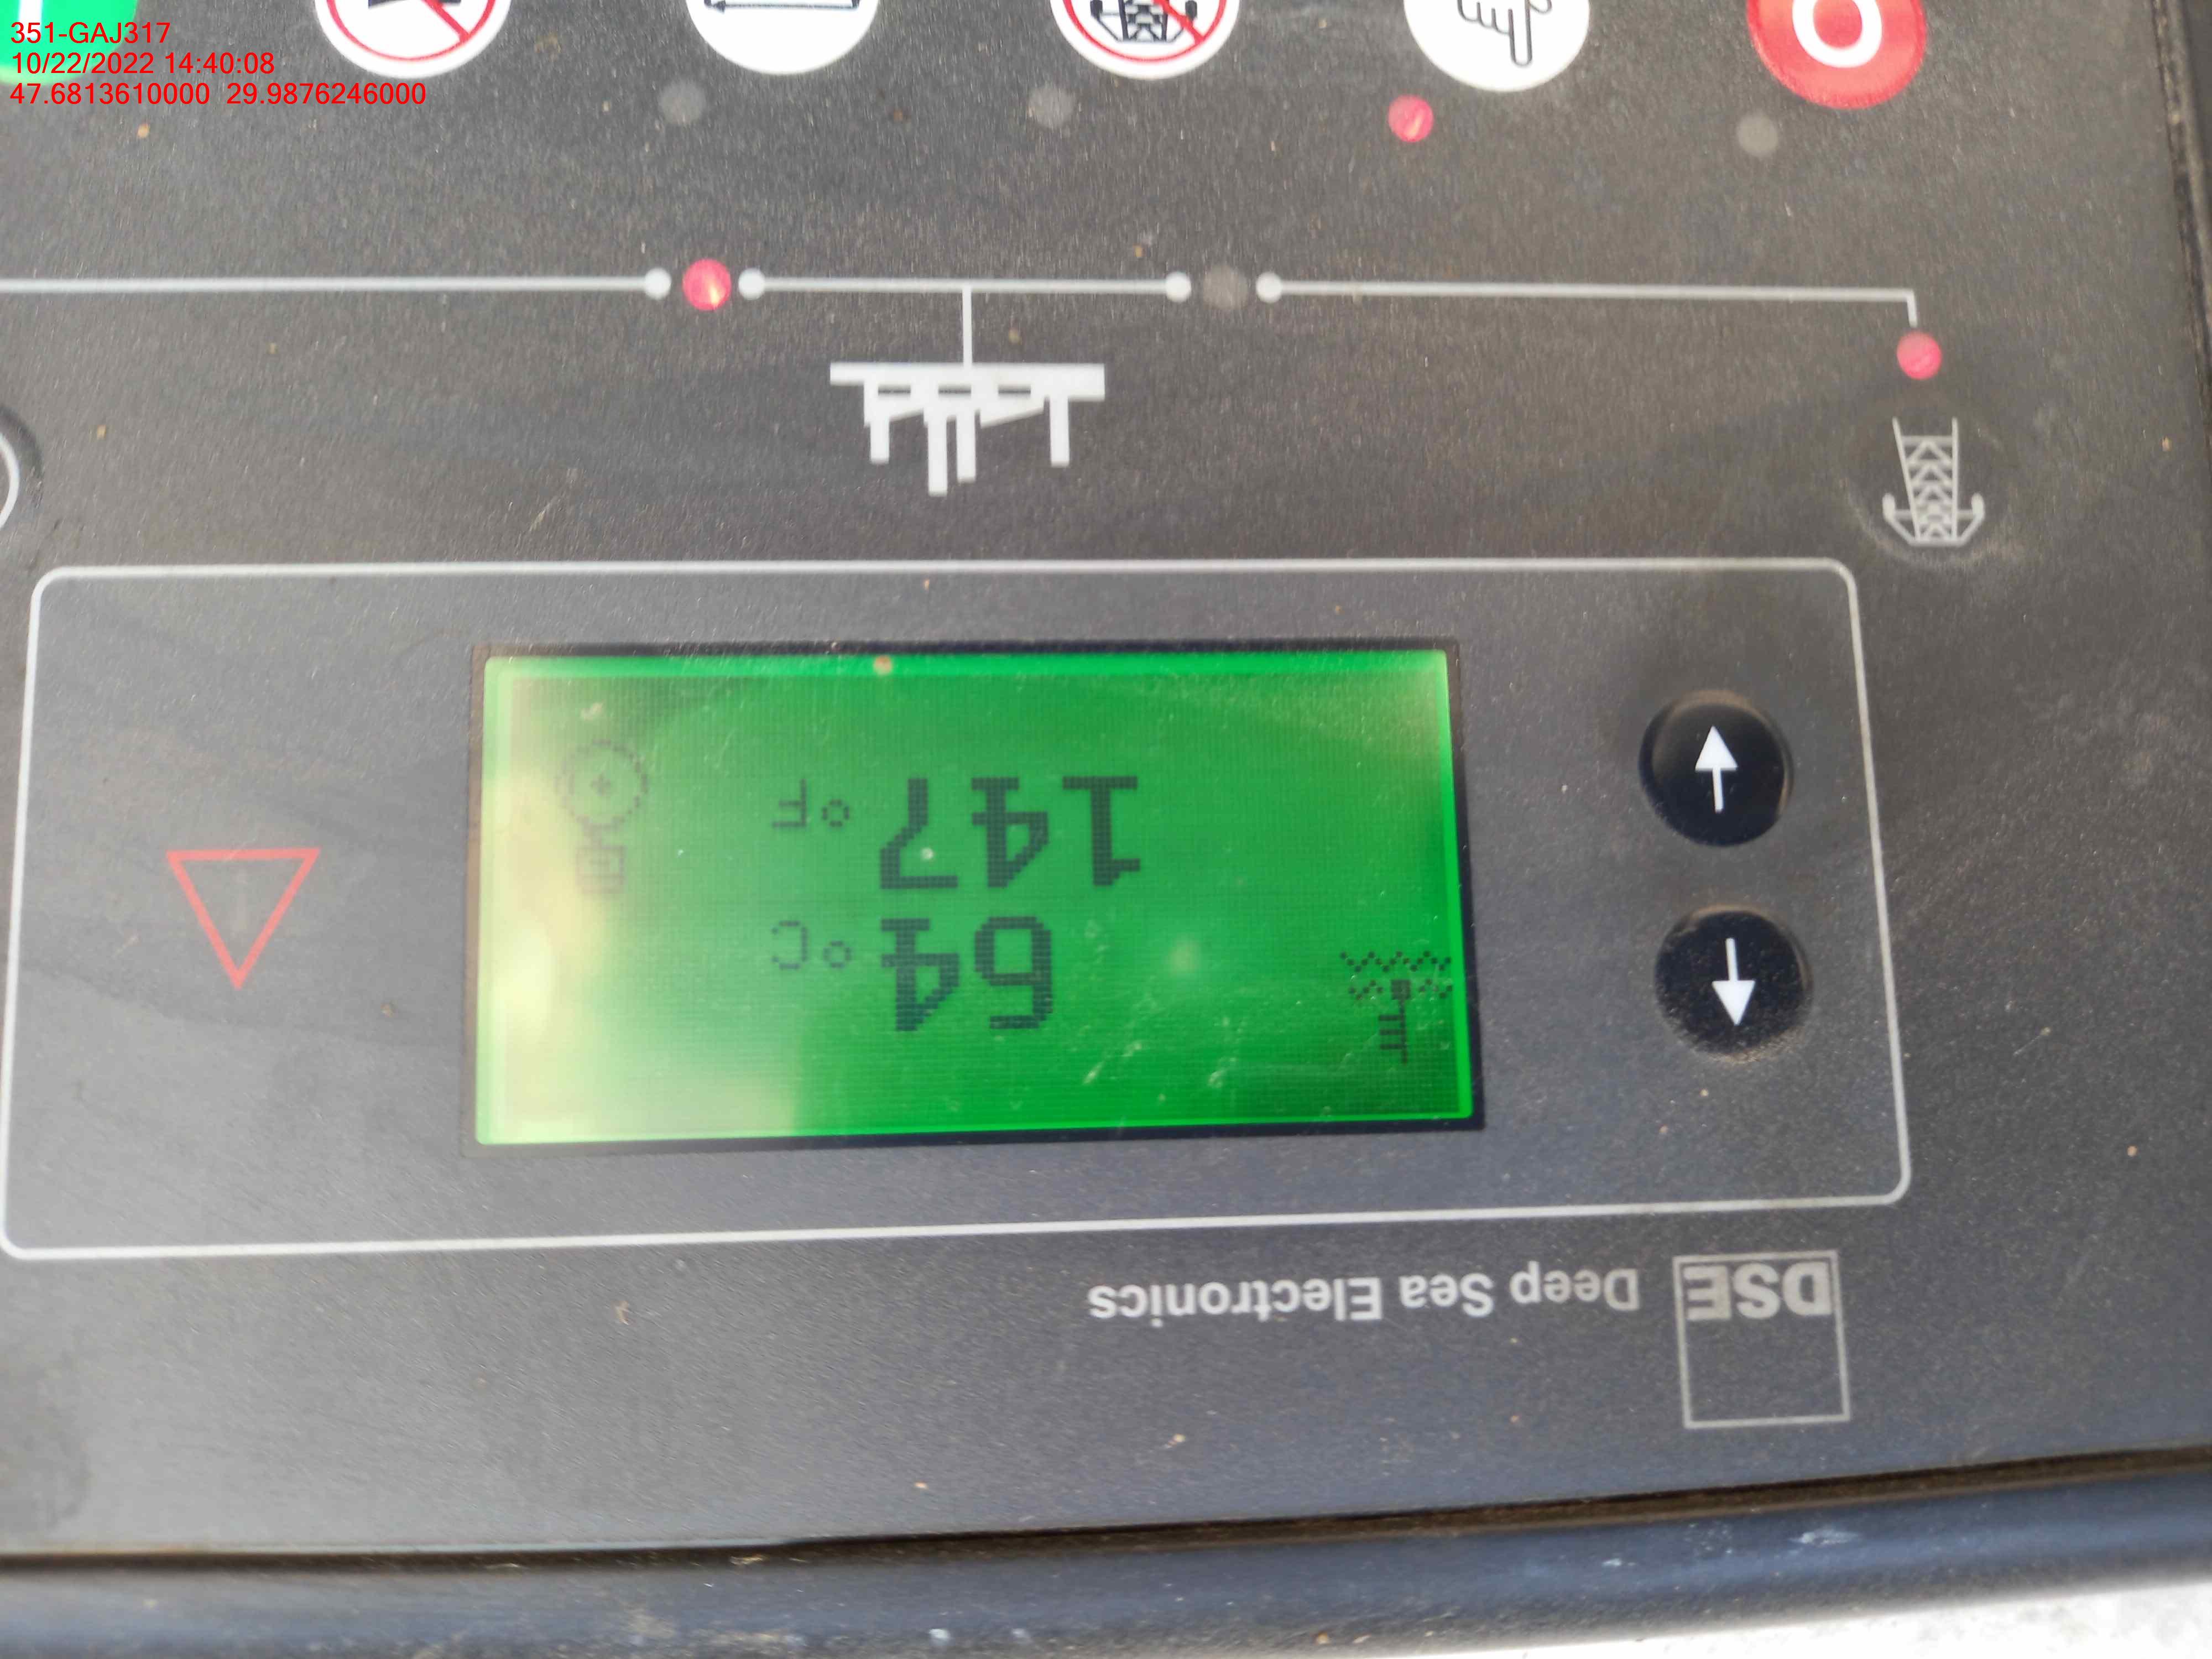 351-GAJ317
10/22/2022 14:40:08
47.6813610000 29.9876246000
DSE Deep Sea Electronics
64 °C
147 °F